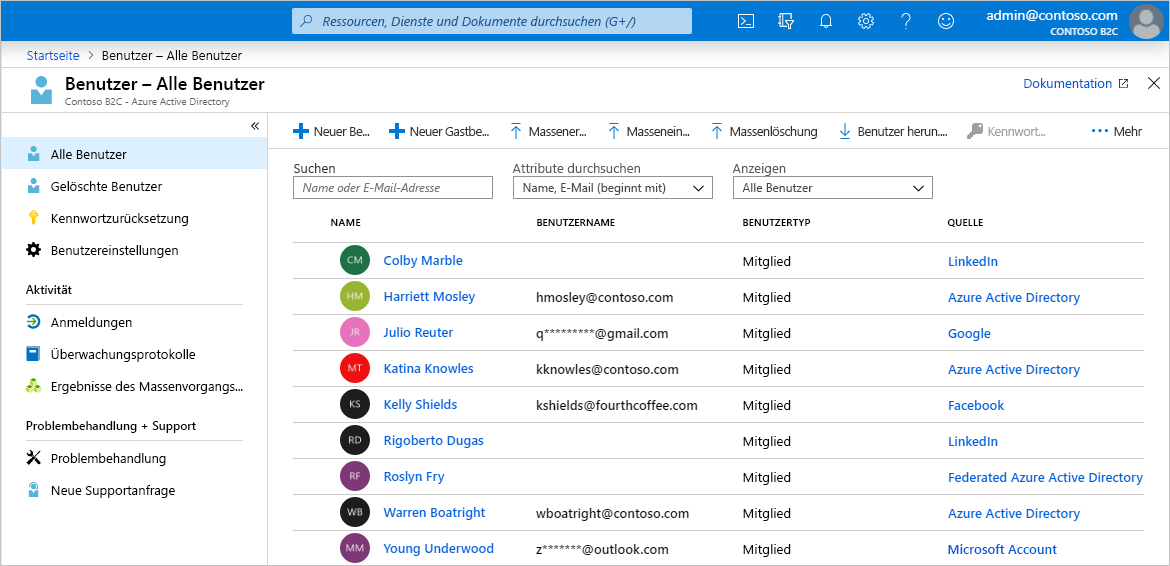 Ressourcen, Dienste und Dokumente durchsuchen (G+/)
admin@contoso.com
CONTOSO B2C
Startseite > Benutzer – Alle Benutzer
Benutzer – Alle Benutzer
Contoso B2C - Azure Active Directory
Dokumentation
«
Alle Benutzer
Gelöschte Benutzer
Kennwortzurücksetzung
Benutzereinstellungen
Aktivität
Anmeldungen
Überwachungsprotokolle
Ergebnisse des Massenvorgangs...
Problembehandlung + Support
Problembehandlung
Neue Supportanfrage
Neuer Be... Neuer Gastbe... Massener... Massenein... Massenlöschung Benutzer herun.... Kennwort... Mehr
Suchen Attribute durchsuchen Anzeigen
Name oder E-Mail-Adresse Name, E-Mail (beginnt mit) Alle Benutzer
NAME BENUTZERNAME BENUTZERTYP QUELLE
CM Colby Marble Mitglied LinkedIn
HM Harriett Mosley hmosley@contoso.com Mitglied Azure Active Directory
JR Julio Reuter q*********@gmail.com Mitglied Google
MT Katina Knowles kknowles@contoso.com Mitglied Azure Active Directory
KS Kelly Shields kshields@fourthcoffee.com Mitglied Facebook
RD Rigoberto Dugas Mitglied LinkedIn
RF Roslyn Fry Mitglied Federated Azure Active Directory
WB Warren Boatright wboatright@contoso.com Mitglied Azure Active Directory
MM Young Underwood z*******@outlook.com Mitglied Microsoft Account